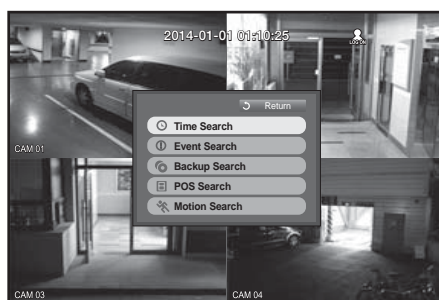 2014-01-01 01:10:25
LOG ON
Return
Time Search
CAM 01
Event Search
Backup Search
POS Search
Motion Search
CAM 03
CAM 04